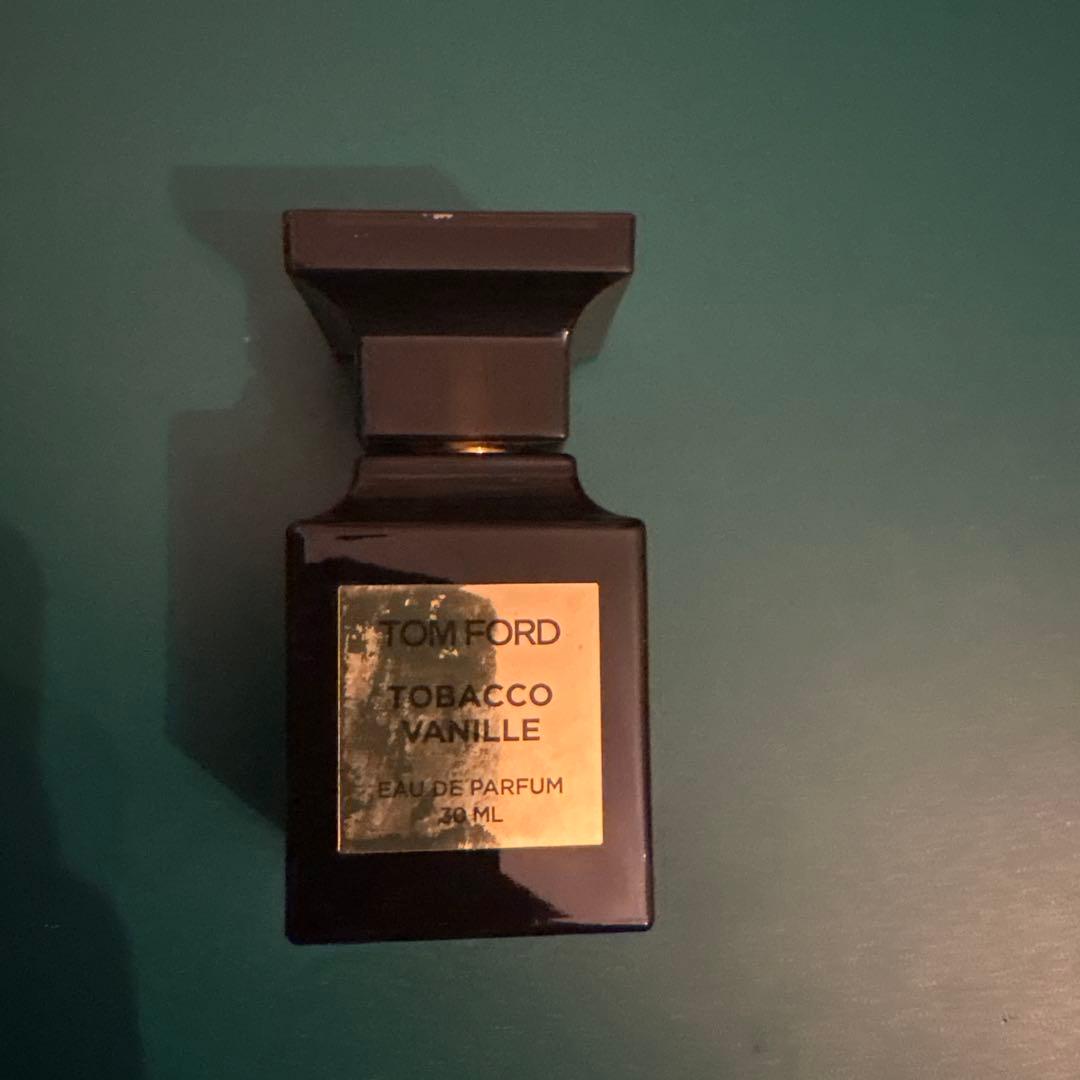 TOM FORD
TOBACCO
VANILLE
EAU DE PARFUM
30 ML